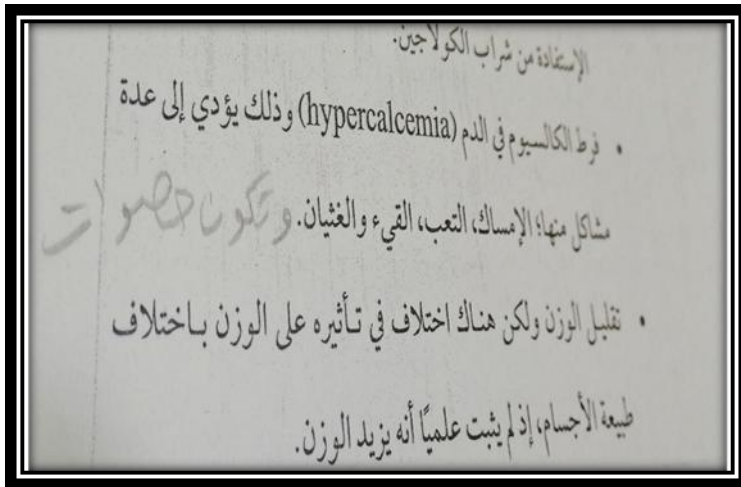 الإستفادة من شراب الكولاجين.
• فرط الكالسيوم في الدم (hypercalcemia) وذلك يؤدي إلى عدة
مشاكل منها؛ الإمساك، التعب، القيء والغثيان. وتكون حصوات
• تقليل الوزن ولكن هناك اختلاف في تأثيره على الوزن باختلاف
طبيعة الأجسام، إذ لم يثبت علميًا أنه يزيد الوزن.